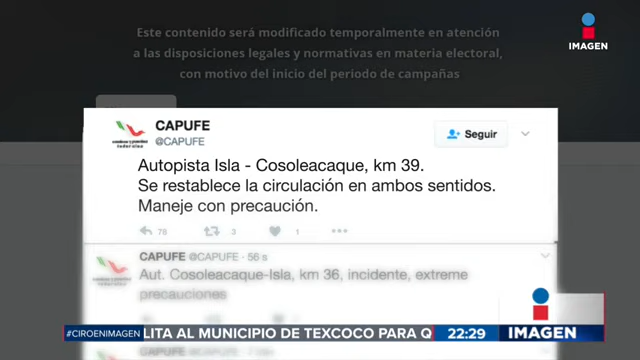 Este contenido será modificado temporalmente en atención
a las disposiciones legales y normativas en materia electoral,
con motivo del inicio del periodo de campañas
IMAGEN
CAPUFE
@CAPUFE
Seguir
Autopista Isla - Cosoleacaque, km 39.
Se restablece la circulación en ambos sentidos.
Maneje con precaución.
78
3
1
CAPUFE @CAPUFE - 56 s
Aut. Cosoleacaque-Isla, km 36, incidente, extreme
precauciones
#CIROENIMAGEN
LITA AL MUNICIPIO DE TEXCOCO PARA Q
22:29
IMAGEN
CAPUFE @CAPUFE